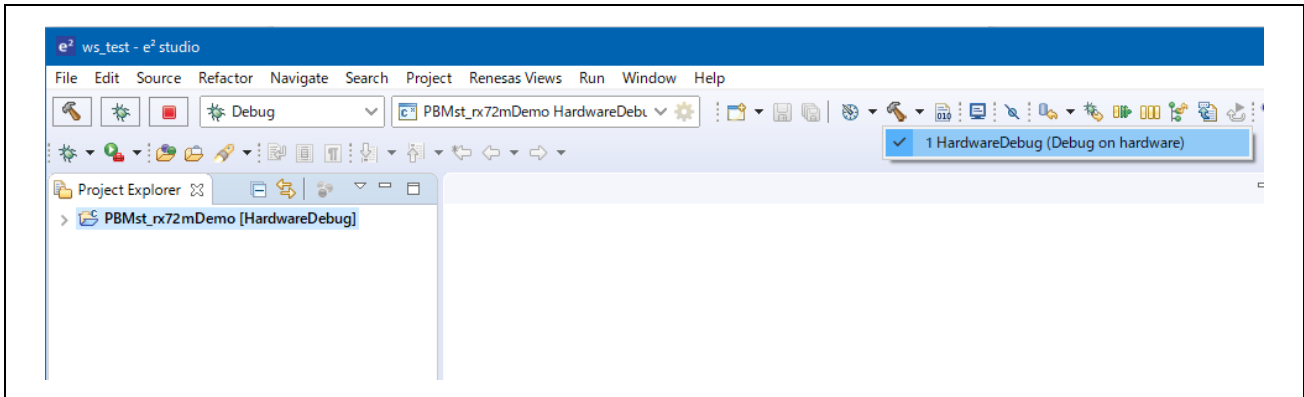 e² ws_test - e² studio
File Edit Source Refactor Navigate Search Project Renesas Views Run Window Help
Debug PBMst_rx72mDemo HardwareDebu
1 HardwareDebug (Debug on hardware)
Project Explorer
PBMst_rx72mDemo [HardwareDebug]